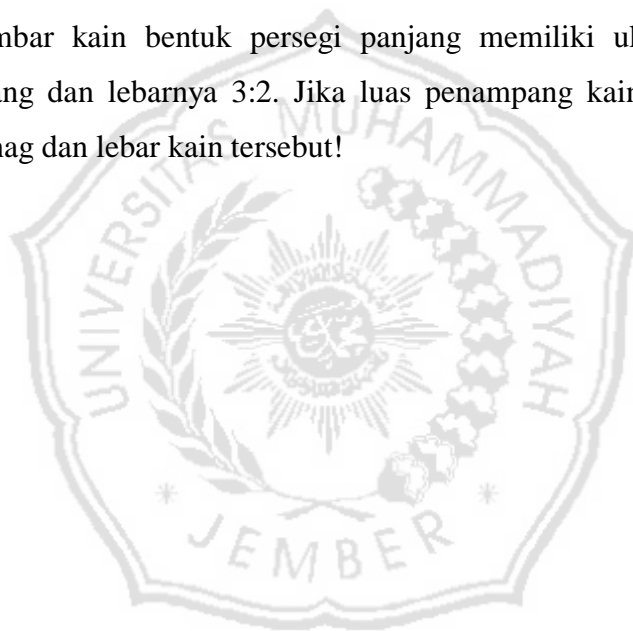 mbar kain bentuk persegi panjang memiliki ul
ang dan lebarnya 3:2. Jika luas penampang kain
nag dan lebar kain tersebut!
UNIVERSITAS MUHAMMADIYAH
JEMBER